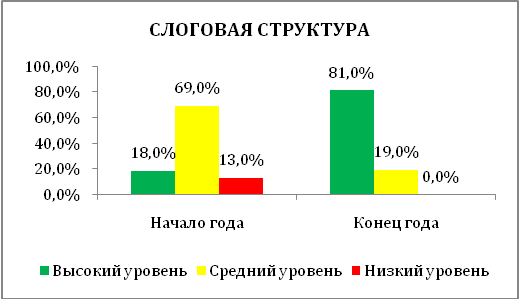 СЛОГОВАЯ СТРУКТУРА
100,0%
80,0%
60,0%
40,0%
20,0%
0,0%
18,0%
69,0%
13,0%
81,0%
19,0%
0,0%
Начало года
Конец года
Высокий уровень
Средний уровень
Низкий уровень